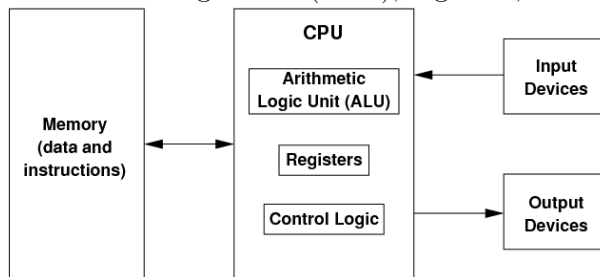 CPU
Arithmetic
Logic Unit (ALU)
Registers
Control Logic
Memory
(data and
instructions)
Input
Devices
Output
Devices